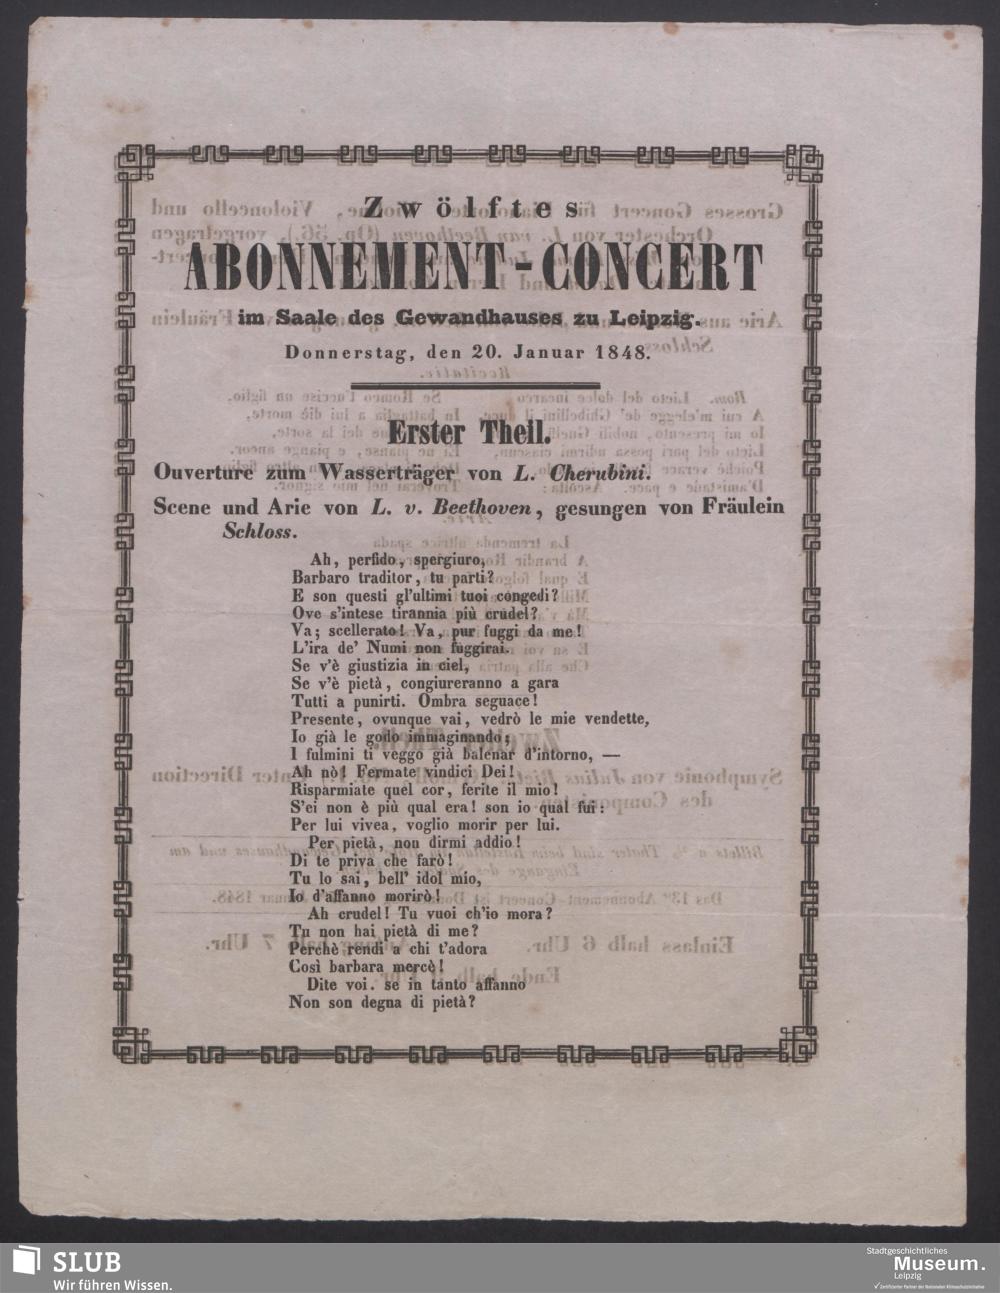 Zwölftes
ABONNEMENT-CONCERT
im Saale des Gewandhauses zu Leipzig.
Donnerstag, den 20. Januar 1848.
Erster Theil.
Ouverture zum Wasserträger von L. Cherubini.
Scene und Arie von L. v. Beethoven, gesungen von Fräulein
Schloss.
Ah, perfido, spergiuro,
Barbaro traditor, tu parti?
E son questi gl'ultimi tuoi congedi?
Ove s'intese tirannia più crudel?
Va; scellerato! Va, pur fuggi da me!
L'ira de' Numi non fuggirai.
Se v'è giustizia in ciel,
Se v'è pietà, congiureranno a gara
Tutti a punirti. Ombra seguace!
Presente, ovunque vai, vedrò le mie vendette,
Io già le godo immaginando;
I fulmini ti veggo già balenar d'intorno, —
Ah nò! Fermate vindici Dei!
Risparmiate quel cor, ferite il mio!
S'ei non è più qual era! son io qual fui:
Per lui vivea, voglio morir per lui.
Per pietà, non dirmi addio!
Di te priva che farò!
Tu lo sai, bell' idol mio,
Io d'affanno morirò!
Ah crudel! Tu vuoi ch'io mora?
Tu non hai pietà di me?
Perchè rendi a chi t'adora
Così barbara mercè!
Dite voi. se in tanto affanno
Non son degna di pietà?
SLUB
Wir führen Wissen.
Stadtgeschichtliches
Museum.
Leipzig
Zertifizierter Partner der Nationalen Klimaschutzinitiative